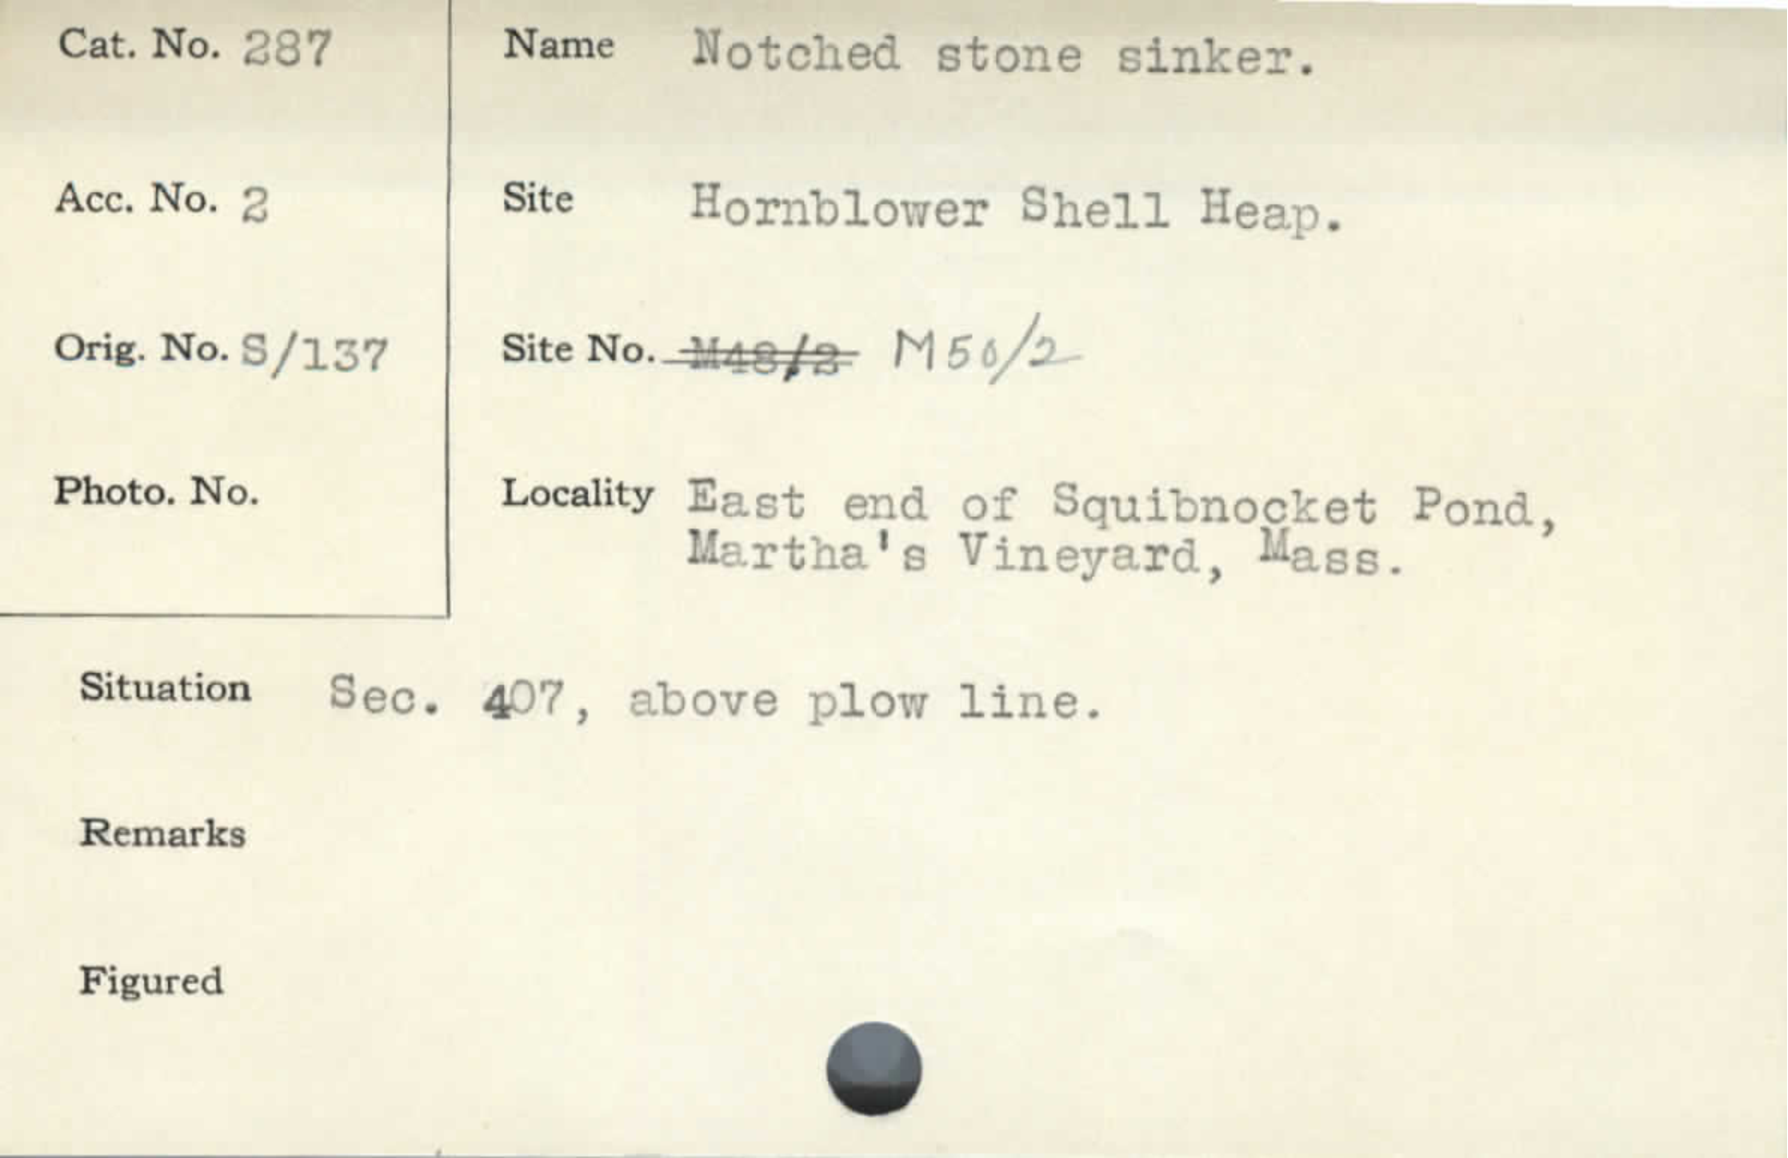 Cat. No. 287
Name Notched stone sinker.
Acc. No. 2
Site Hornblower Shell Heap.
Orig. No. S/137
Site No. M48/2 M50/2
Photo. No.
Locality East end of Squibnocket Pond,
Martha's Vineyard, Mass.
Situation Sec. 407, above plow line.
Remarks
Figured